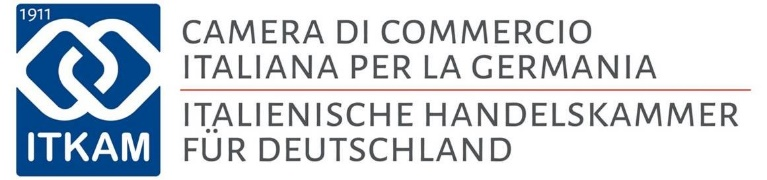 1911
ITKAM
CAMERA DI COMMERCIO
ITALIANA PER LA GERMANIA
ITALIENISCHE HANDELSKAMMER
FÜR DEUTSCHLAND